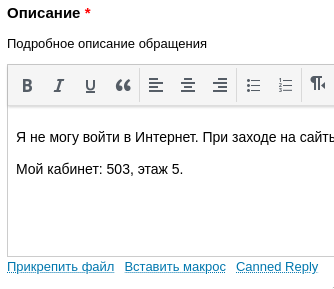 Описание *
Подробное описание обращения
B I U
Я не могу войти в Интернет. При заходе на сайты
Мой кабинет: 503, этаж 5.
Прикрепить файл Вставить макрос Canned Reply